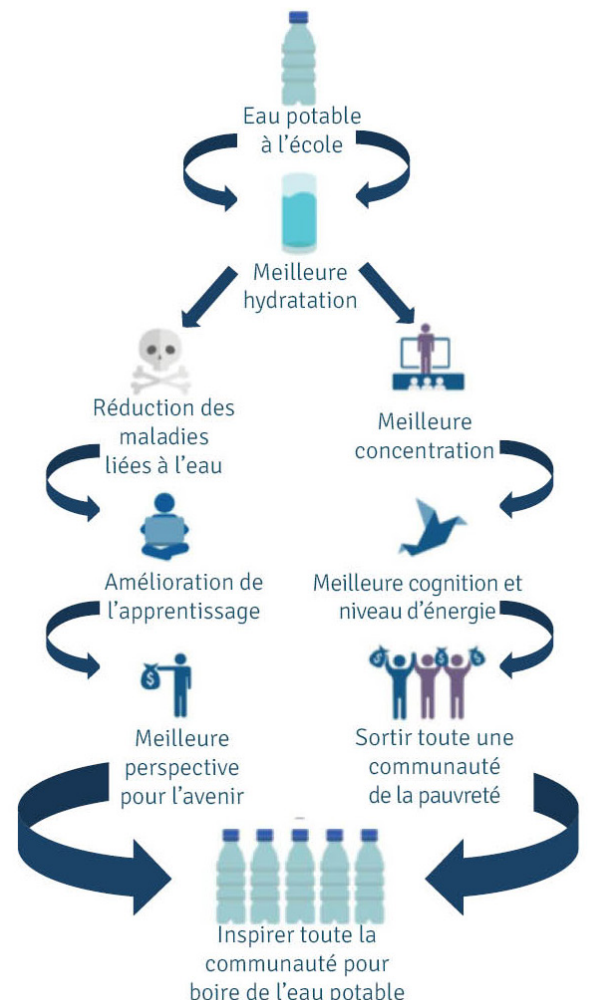 Eau potable
à l'école
Meilleure
hydratation
Réduction des
maladies
liées à l'eau
Meilleure
concentration
Amélioration de
l'apprentissage
Meilleure cognition et
niveau d'énergie
$
$ $ $
Meilleure
perspective
pour l'avenir
Sortir toute une
communauté
de la pauvreté
Inspirer toute la
communauté pour
boire de l'eau potable